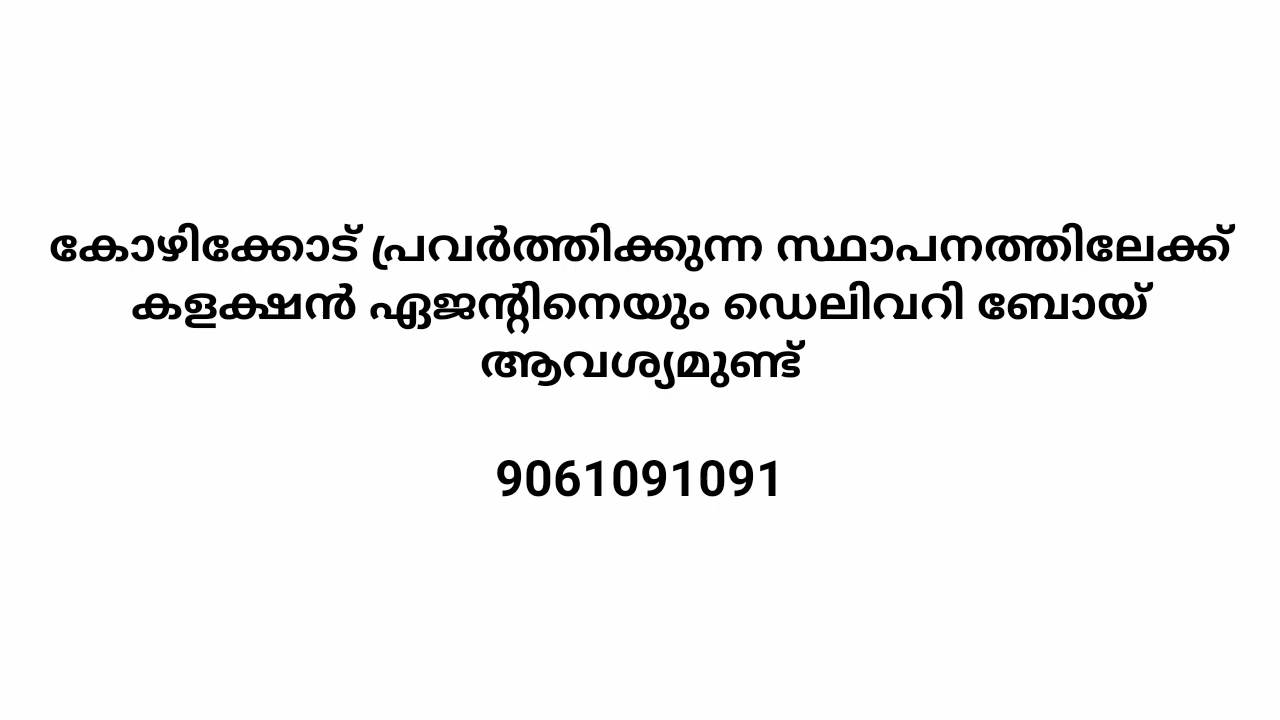 കോഴിക്കോട് പ്രവർത്തിക്കുന്ന സ്ഥാപനത്തിലേക്ക്
കളക്ഷൻ ഏജന്റിനെയും ഡെലിവറി ബോയ്
ആവശ്യമുണ്ട്
9061091091